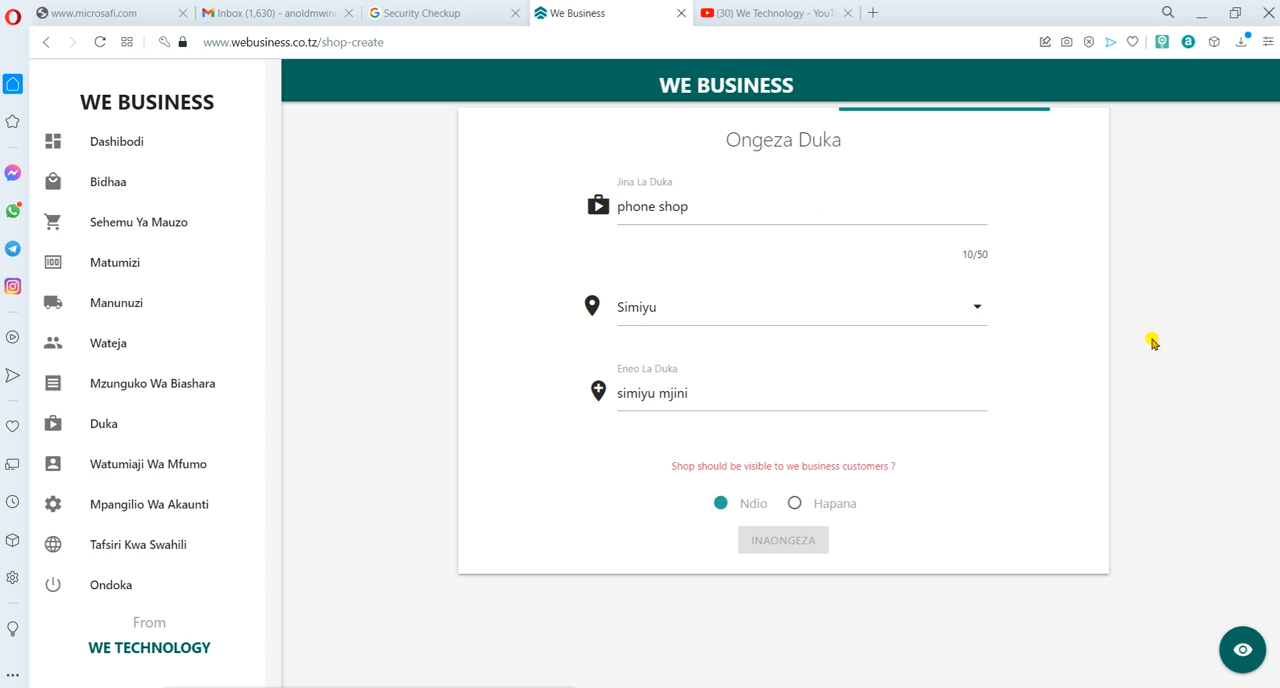 www.microsafi.com
Inbox (1,630) - anoldmwinu
Security Checkup
We Business
(30) We Technology - YouT
www.webusiness.co.tz/shop-create
WE BUSINESS
WE BUSINESS
Dashibodi
Bidhaa
Sehemu Ya Mauzo
Matumizi
Manunuzi
Wateja
Mzunguko Wa Biashara
Duka
Watumiaji Wa Mfumo
Mpangilio Wa Akaunti
Tafsiri Kwa Swahili
Ondoka
From
WE TECHNOLOGY
Ongeza Duka
Jina La Duka
phone shop
10/50
Simiyu
Eneo La Duka
simiyu mjini
Shop should be visible to we business customers ?
Ndio
Hapana
INAONGEZA